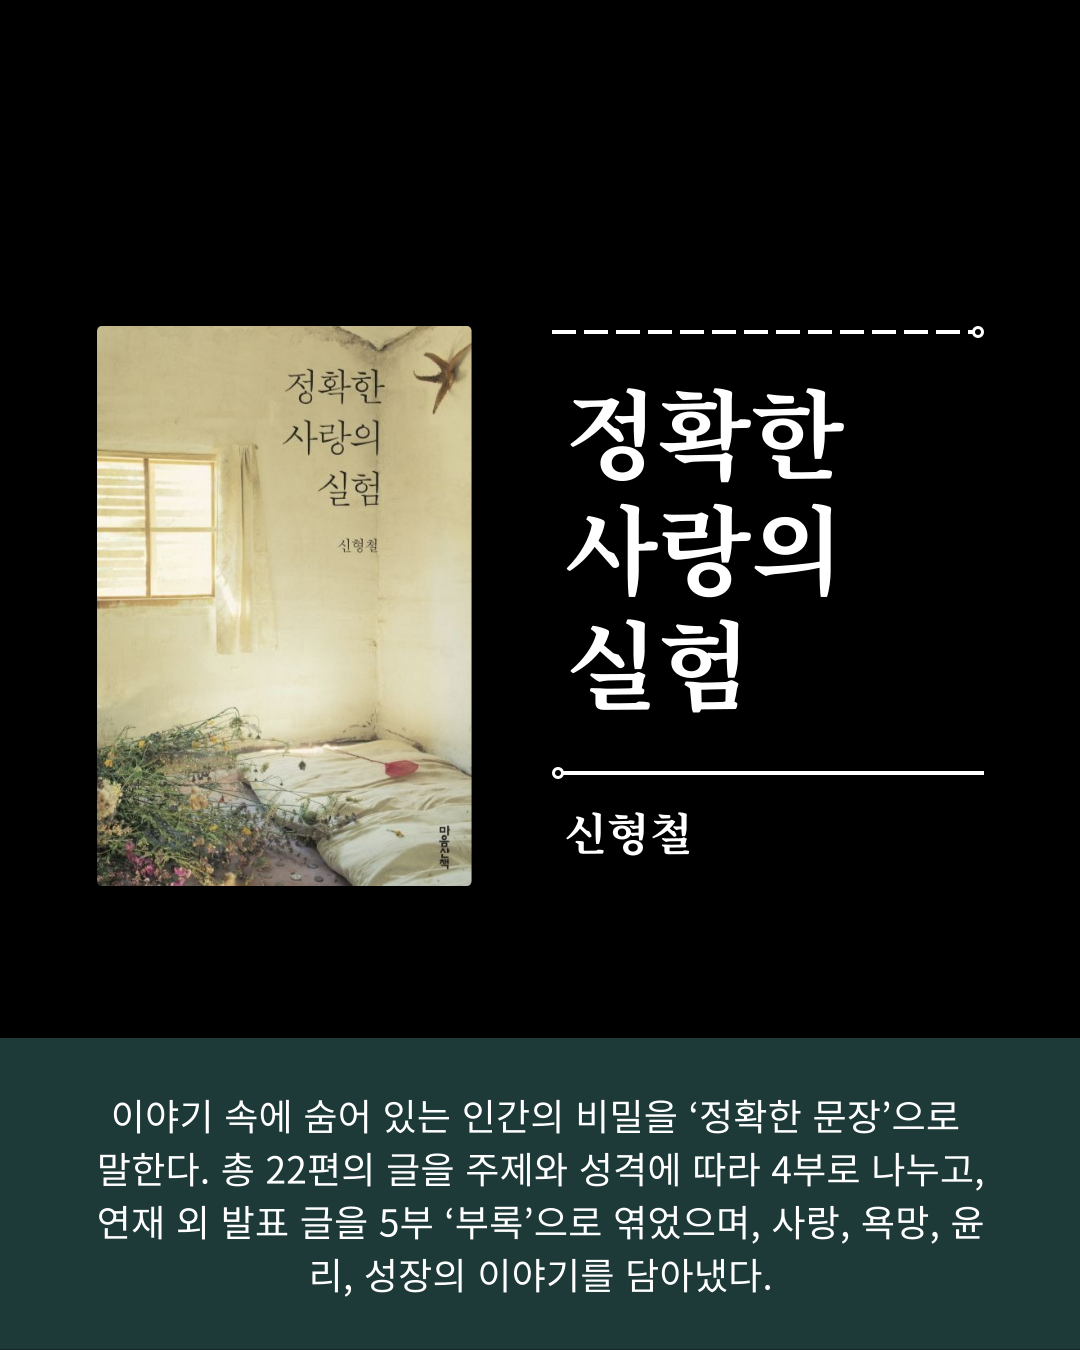 정확한
사랑의
실험
신형철
마음산책
정확한
사랑의
실험
신형철
이야기 속에 숨어 있는 인간의 비밀을 ‘정확한 문장’으로
말한다. 총 22편의 글을 주제와 성격에 따라 4부로 나누고,
연재 외 발표 글을 5부 ‘부록’으로 엮었으며, 사랑, 욕망, 윤
리, 성장의 이야기를 담아냈다.